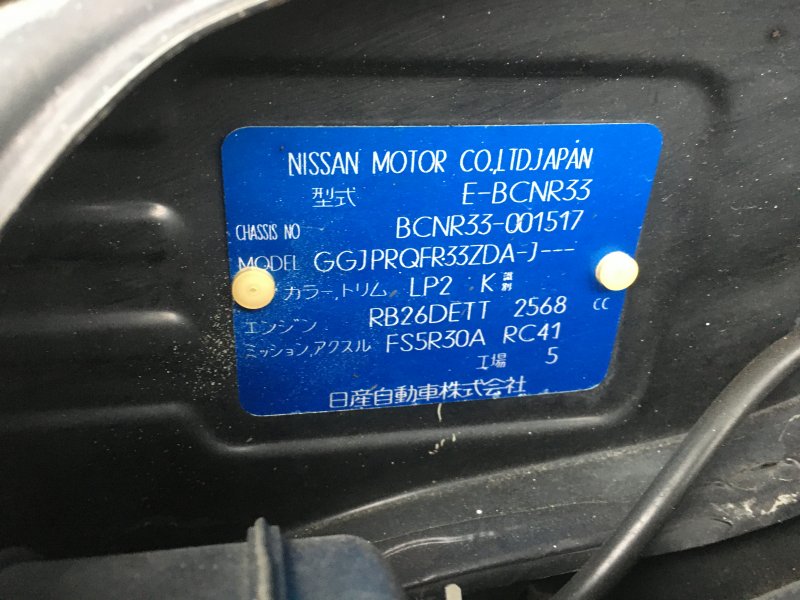 NISSAN MOTOR CO.,LTD.JAPAN
型式 E-BCNR33
CHASSIS NO BCNR33-001517
MODEL GGJPRQFR33ZDA-J---
カラー,トリム LP2 K
エンジン RB26DETT 2568 CC
ミッション,アクスル FS5R30A RC41
工場 5
日産自動車株式会社